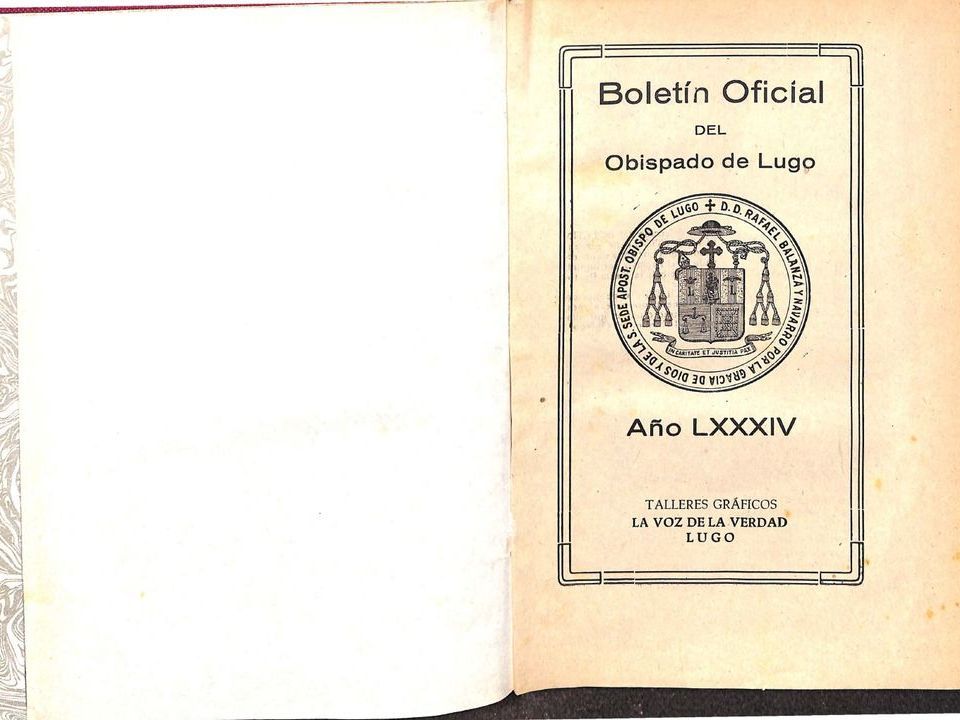 Boletín Oficial
DEL
Obispado de Lugo
✝ D. D. RAFAEL BALANZA Y NAVARRO POR LA GRACIA DE DIOS Y DE LA S. SEDE APOST. OBISPO DE LUGO
IN CARITATE ET JUSTITIA PAX
Año LXXXIV
TALLERES GRÁFICOS
LA VOZ DE LA VERDAD
LUGO